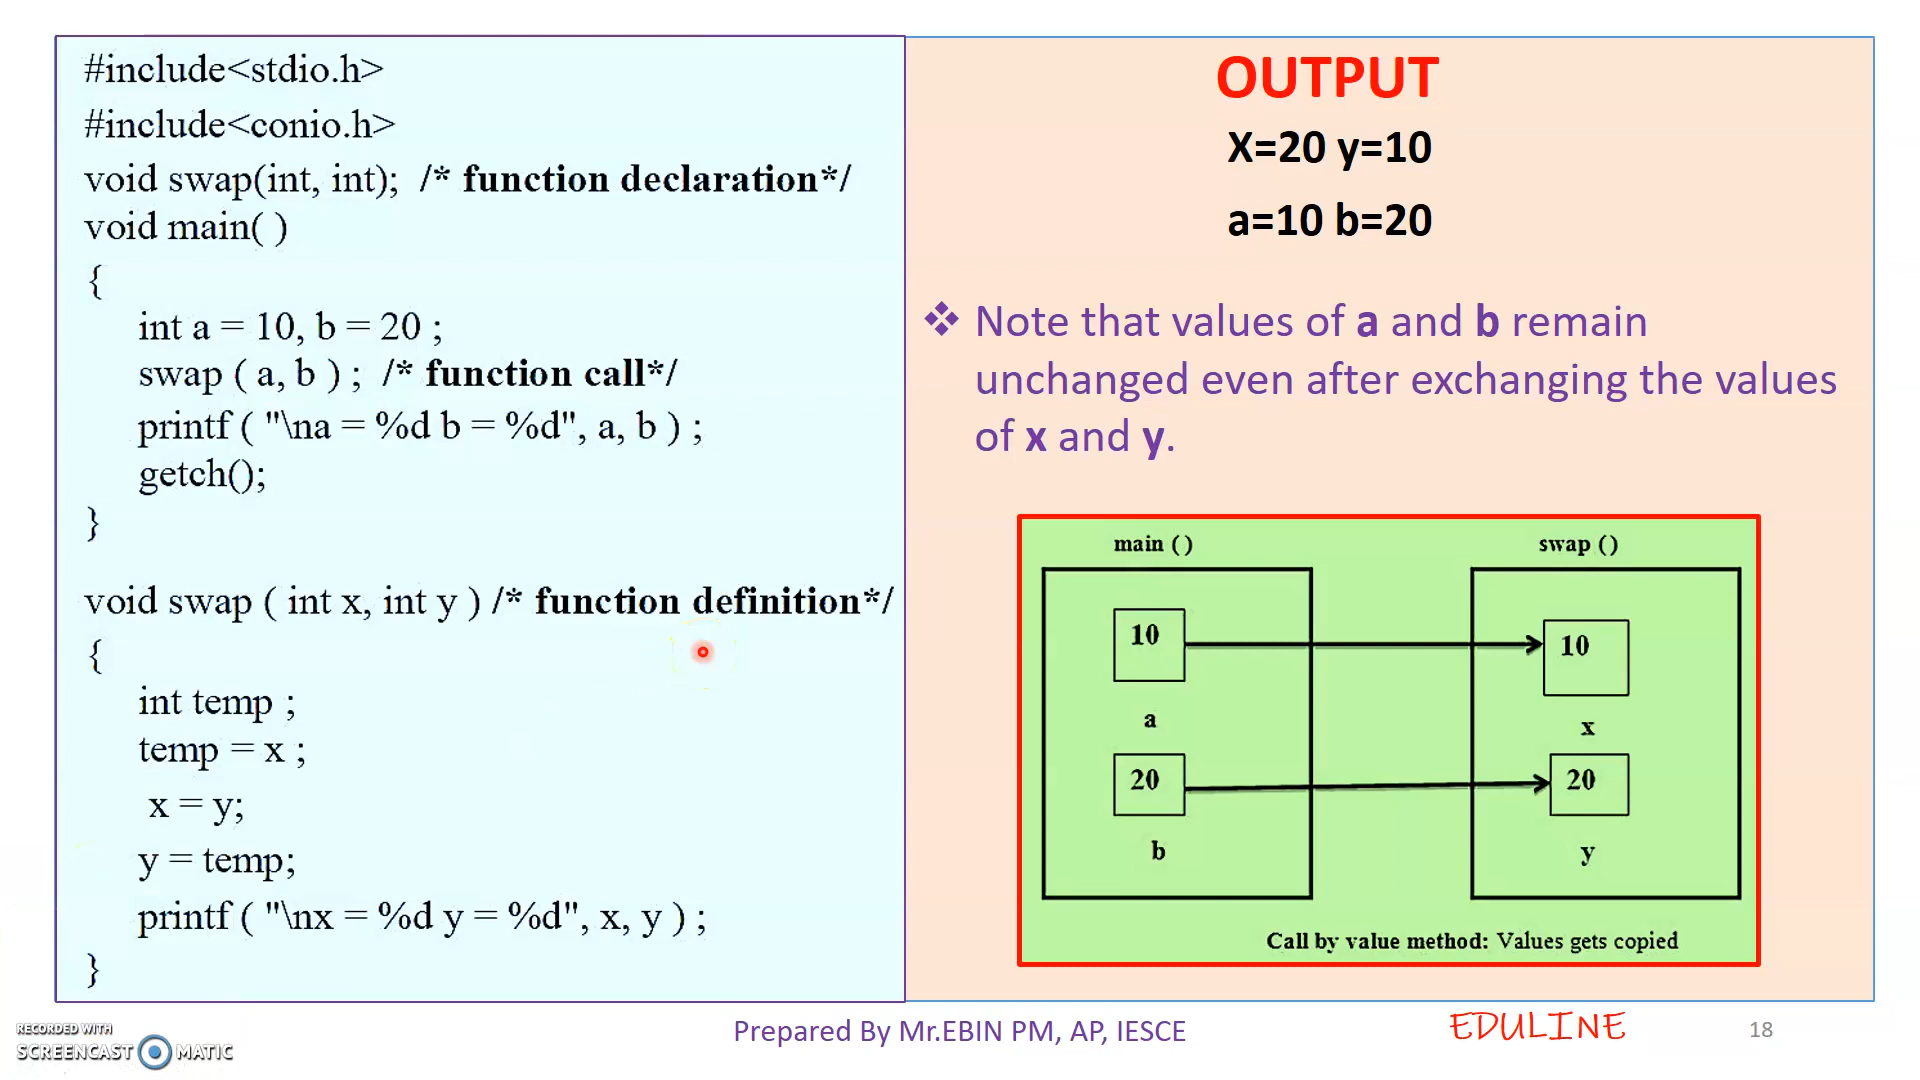 #include<stdio.h>
#include<conio.h>
void swap(int, int); /* function declaration*/
void main( )
{
int a = 10, b = 20 ;
swap ( a, b ) ; /* function call*/
printf ( "\na = %d b = %d", a, b ) ;
getch();
}
void swap ( int x, int y ) /* function definition*/
{
int temp ;
temp = x ;
x = y;
y = temp;
printf ( "\nx = %d y = %d", x, y ) ;
}
OUTPUT
X=20 y=10
a=10 b=20
❖ Note that values of a and b remain
unchanged even after exchanging the values
of x and y.
main ( )
swap ( )
10
10
a
x
20
20
b
y
Call by value method: Values gets copied
RECORDED WITH
SCREENCAST MATIC
Prepared By Mr.EBIN PM, AP, IESCE
EDULINE
18